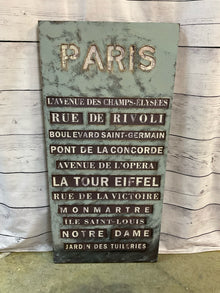 PARIS
L'AVENUE DES CHAMPS-ÉLYSÉES
RUE DE RIVOLI
BOULEVARD SAINT-GERMAIN
PONT DE LA CONCORDE
AVENUE DE L'OPERA
LA TOUR EIFFEL
RUE DE LA VICTOIRE
MONMARTRE
ILE SAINT-LOUIS
NOTRE DAME
JARDIN DES TUILERIES